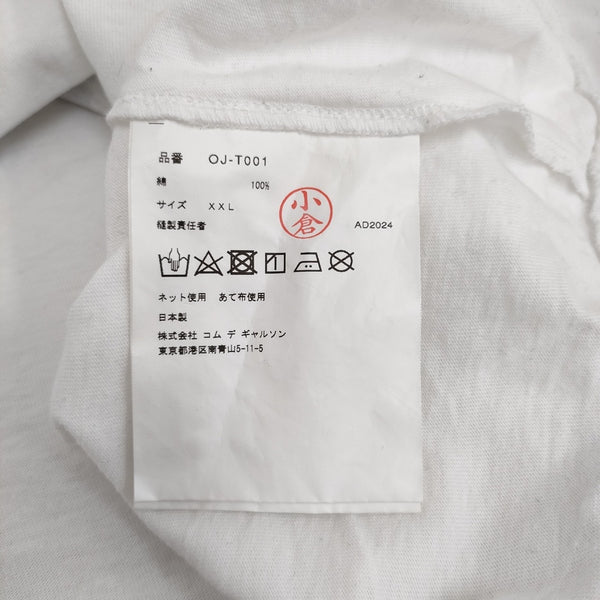 品番 OJ-T001
綿 100%
サイズ XXL
小倉
縫製責任者 AD2024
ネット使用 あて布使用
日本製
株式会社 コム デ ギャルソン
東京都港区南青山5-11-5